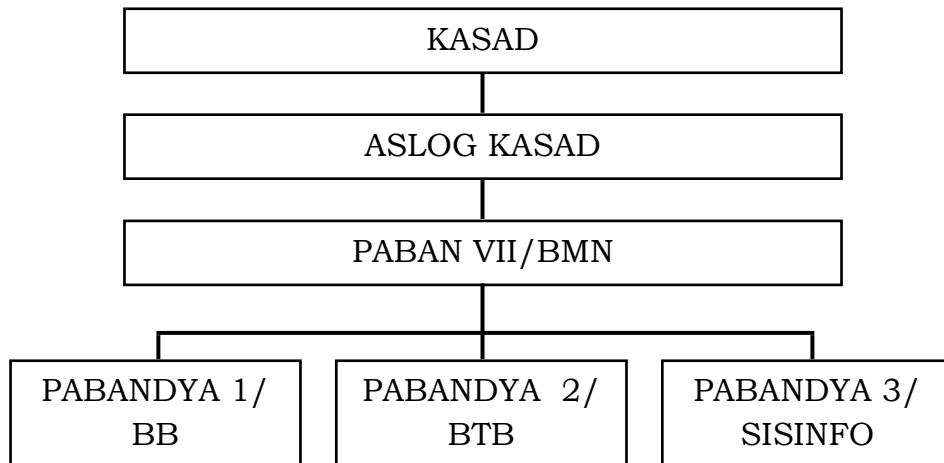 KASAD
ASLOG KASAD
PABAN VII/BMN
PABANDYA 1/
BB
PABANDYA 2/
BTB
PABANDYA 3/
SISINFO